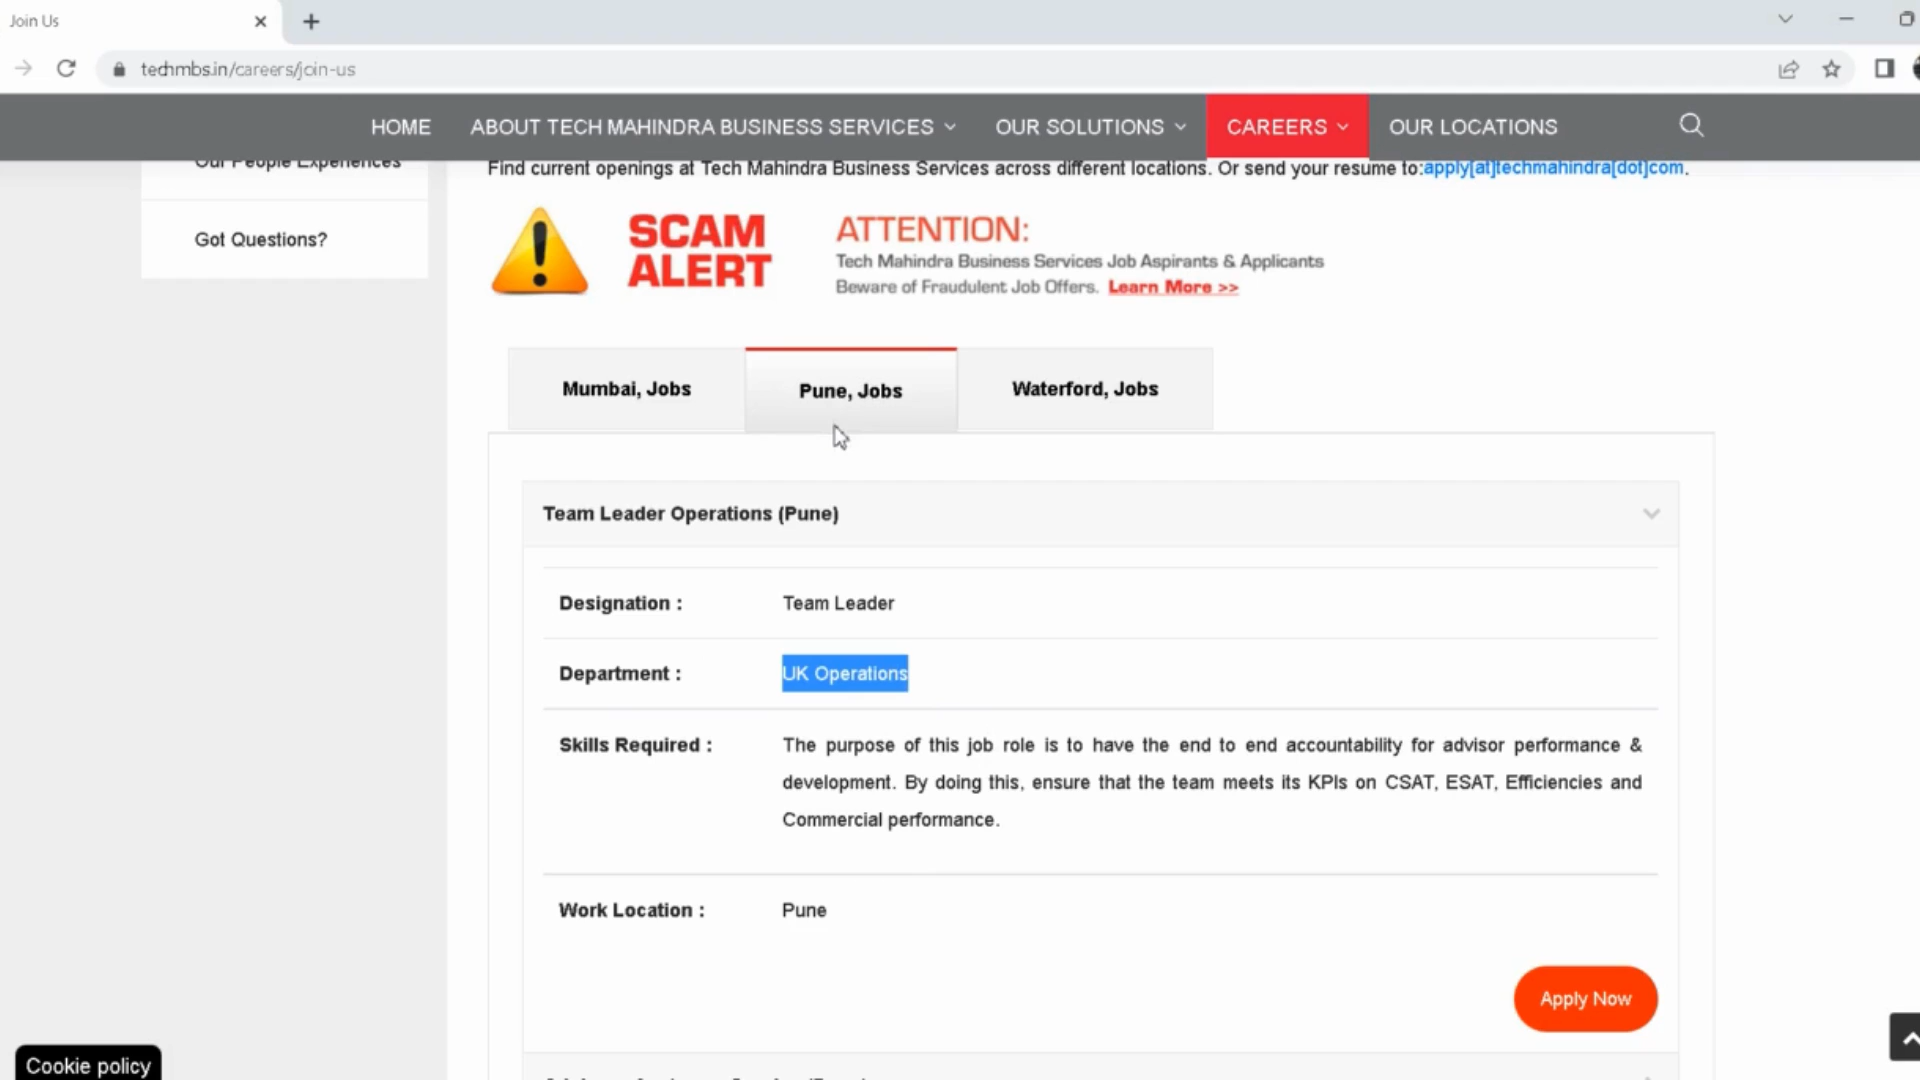 Join Us
techmbs.in/careers/join-us
HOME ABOUT TECH MAHINDRA BUSINESS SERVICES OUR SOLUTIONS CAREERS OUR LOCATIONS
Our People Experiences
Find current openings at Tech Mahindra Business Services across different locations. Or send your resume to:apply[at]techmahindra[dot]com.
Got Questions?
SCAM
ALERT
ATTENTION:
Tech Mahindra Business Services Job Aspirants & Applicants
Beware of Fraudulent Job Offers. Learn More >>
Mumbai, Jobs Pune, Jobs Waterford, Jobs
Team Leader Operations (Pune)
Designation : Team Leader
Department : UK Operations
Skills Required : The purpose of this job role is to have the end to end accountability for advisor performance &
development. By doing this, ensure that the team meets its KPIs on CSAT, ESAT, Efficiencies and
Commercial performance.
Work Location : Pune
Apply Now
Cookie policy